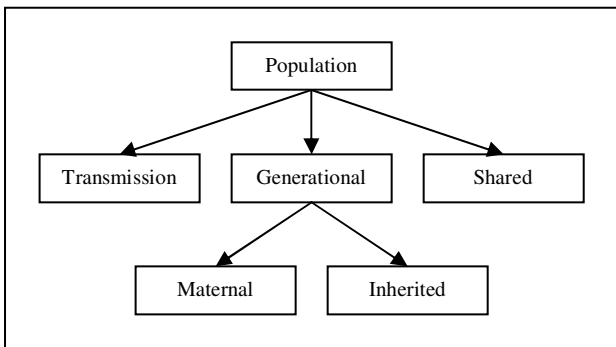 Population
Transmission
Generational
Shared
Maternal
Inherited